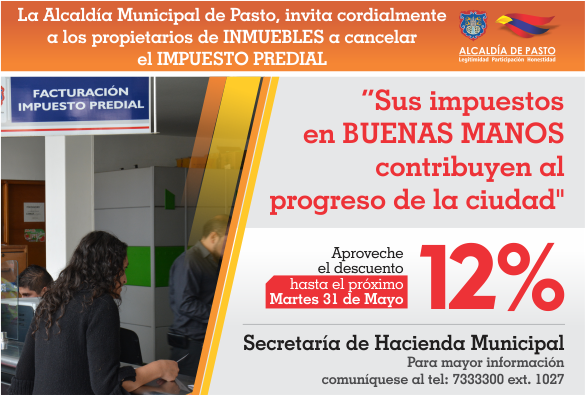 La Alcaldía Municipal de Pasto, invita cordialmente
a los propietarios de INMUEBLES a cancelar
el IMPUESTO PREDIAL
ALCALDÍA DE PASTO
Legitimidad Participación Honestidad
FACTURACIÓN
IMPUESTO PREDIAL
”Sus impuestos
en BUENAS MANOS
contribuyen al
progreso de la ciudad"
Aproveche
el descuento
hasta el próximo
Martes 31 de Mayo
12%
Secretaría de Hacienda Municipal
Para mayor información
comuníquese al tel: 7333300 ext. 1027